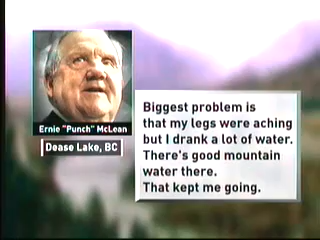 Ernie "Punch" McLean
Dease Lake, BC
Biggest problem is
that my legs were aching
but I drank a lot of water.
There's good mountain
water there.
That kept me going.